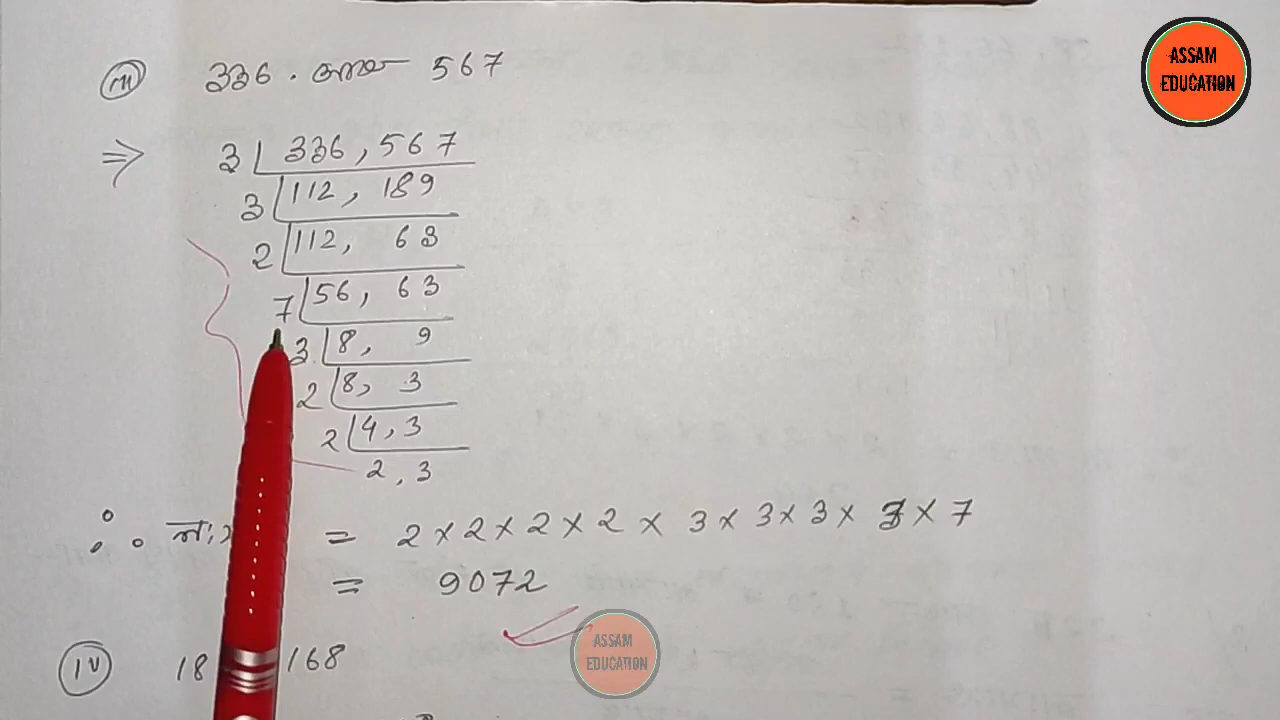 ASSAM
EDUCATION
(iii) 336. আৰু 567
⇒ 3 | 336, 567
3 | 112, 189
2 | 112, 63
7 | 56, 63
3 | 8, 9
2 | 8, 3
2 | 4, 3
2, 3
∴ = 2 × 2 × 2 × 2 × 3 × 3 × 3 × 3 × 7
= 9072
(iv) 18 168
ASSAM
EDUCATION